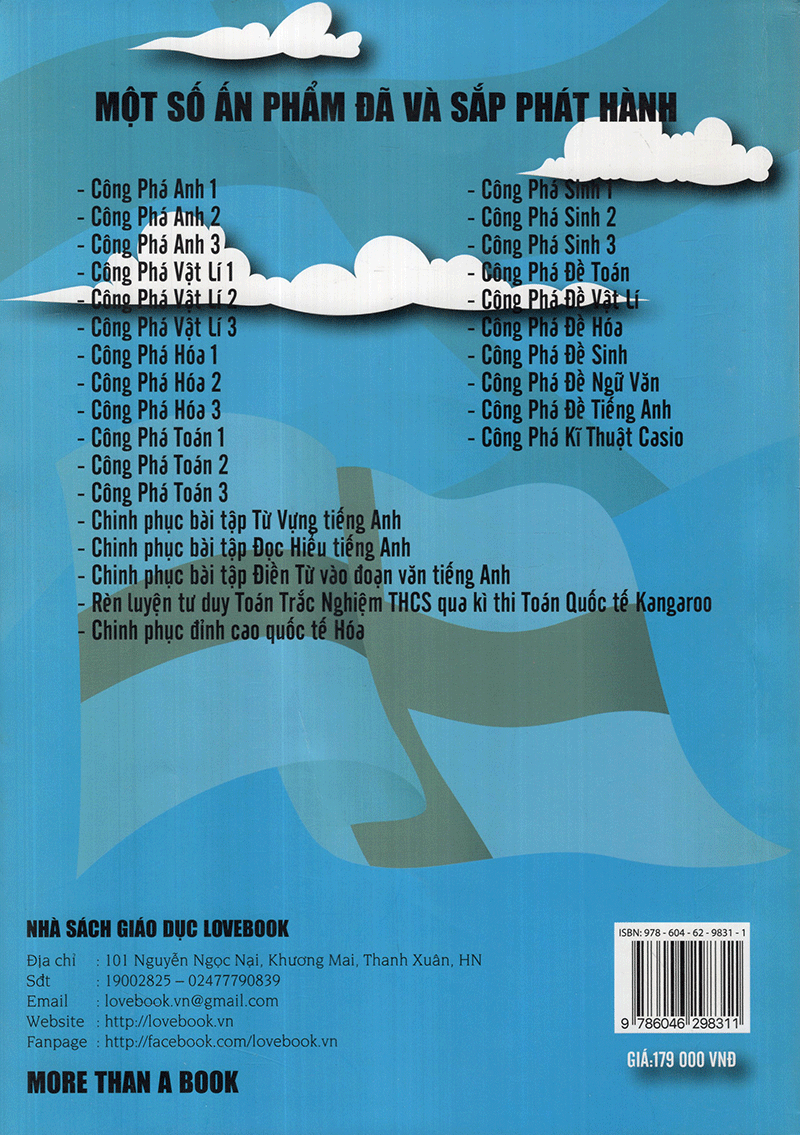 MỘT SỐ ẤN PHẨM ĐÃ VÀ SẮP PHÁT HÀNH
- Công Phá Anh 1
- Công Phá Anh 2
- Công Phá Anh 3
- Công Phá Vật Lí 1
- Công Phá Vật Lí 2
- Công Phá Vật Lí 3
- Công Phá Hóa 1
- Công Phá Hóa 2
- Công Phá Hóa 3
- Công Phá Toán 1
- Công Phá Toán 2
- Công Phá Toán 3
- Chinh phục bài tập Từ Vựng tiếng Anh
- Chinh phục bài tập Đọc Hiểu tiếng Anh
- Chinh phục bài tập Điền Từ vào đoạn văn tiếng Anh
- Rèn luyện tư duy Toán Trắc Nghiệm THCS qua kì thi Toán Quốc tế Kangaroo
- Chinh phục đỉnh cao quốc tế Hóa
- Công Phá Sinh 1
- Công Phá Sinh 2
- Công Phá Sinh 3
- Công Phá Đề Toán
- Công Phá Đề Vật Lí
- Công Phá Đề Hóa
- Công Phá Đề Sinh
- Công Phá Đề Ngữ Văn
- Công Phá Đề Tiếng Anh
- Công Phá Kĩ Thuật Casio
NHÀ SÁCH GIÁO DỤC LOVEBOOK
Địa chỉ : 101 Nguyễn Ngọc Nại, Khương Mai, Thanh Xuân, HN
Sđt : 19002825 – 02477790839
Email : lovebook.vn@gmail.com
Website : http://lovebook.vn
Fanpage : http://facebook.com/lovebook.vn
MORE THAN A BOOK
ISBN: 978 - 604 - 62 - 9831 - 1
9 786046 298311
GIÁ:179 000 VNĐ